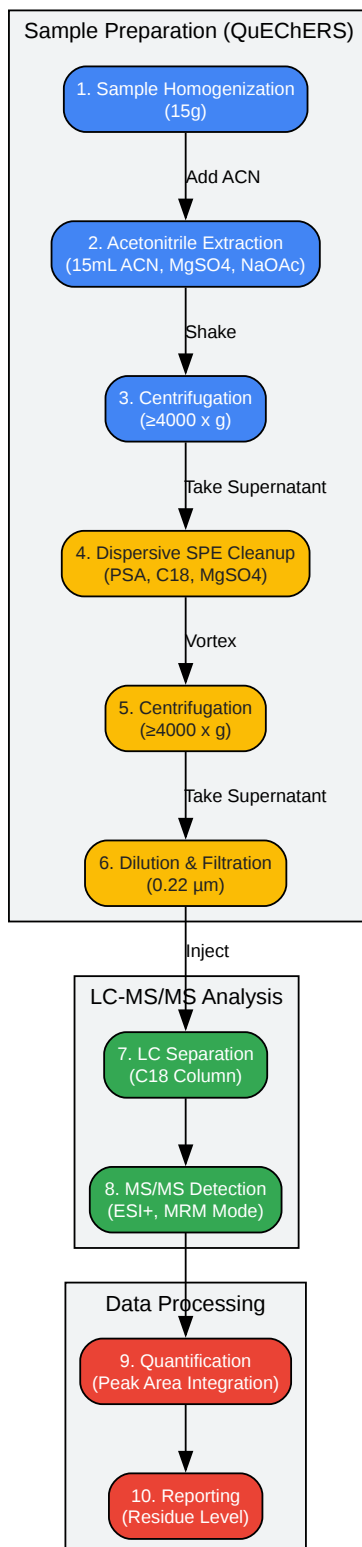 Sample Preparation (QuEChERS)
1. Sample Homogenization
(15g)
Add ACN
2. Acetonitrile Extraction
(15mL ACN, MgSO4, NaOAc)
Shake
3. Centrifugation
(≥4000 x g)
Take Supernatant
4. Dispersive SPE Cleanup
(PSA, C18, MgSO4)
Vortex
5. Centrifugation
(≥4000 x g)
Take Supernatant
6. Dilution & Filtration
(0.22 µm)
Inject
LC-MS/MS Analysis
7. LC Separation
(C18 Column)
8. MS/MS Detection
(ESI+, MRM Mode)
Data Processing
9. Quantification
(Peak Area Integration)
10. Reporting
(Residue Level)